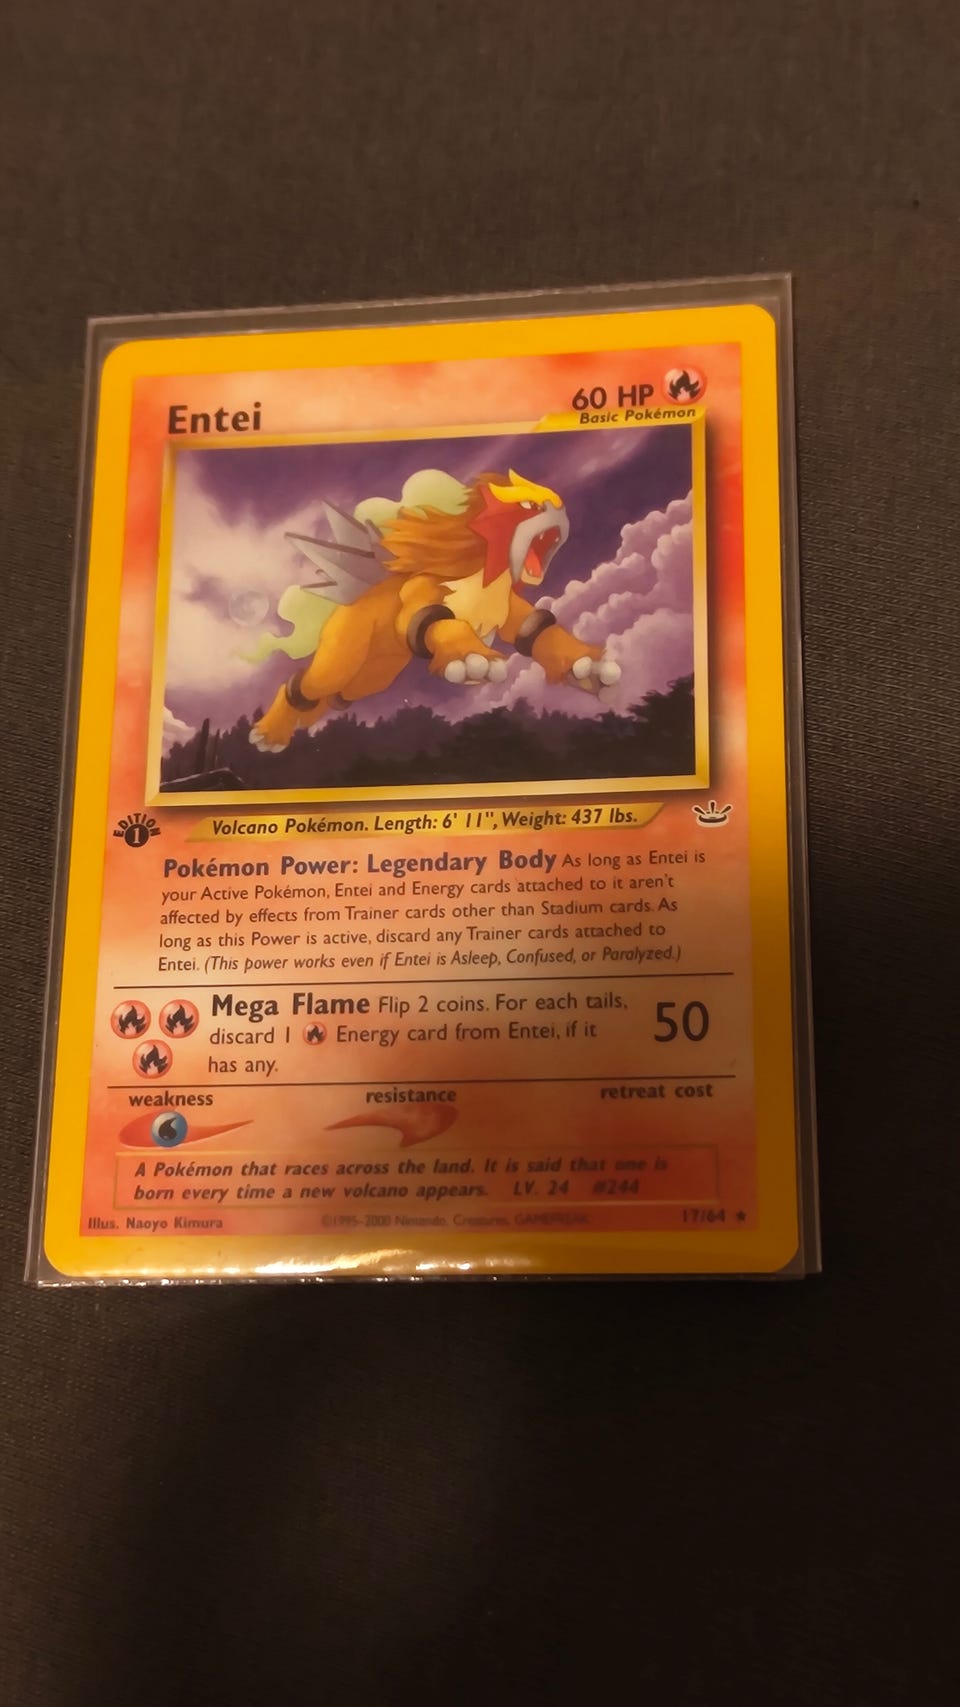 Entei
60 HP
Basic Pokémon
EDITION
1
Volcano Pokémon. Length: 6' 11", Weight: 437 lbs.
Pokémon Power: Legendary Body As long as Entei is
your Active Pokémon, Entei and Energy cards attached to it aren't
affected by effects from Trainer cards other than Stadium cards. As
long as this Power is active, discard any Trainer cards attached to
Entei. (This power works even if Entei is Asleep, Confused, or Paralyzed.)
Mega Flame Flip 2 coins. For each tails,
discard 1 Energy card from Entei, if it
has any.
50
weakness
resistance
retreat cost
A Pokémon that races across the land. It is said that one is
born every time a new volcano appears. LV. 24 #244
Illus. Naoyo Kimura
©1995-2000 Nintendo, Creatures, GAMEFREAK
17/64 ★